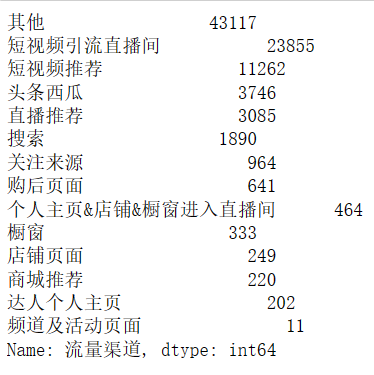 其他 43117
短视频引流直播间 23855
短视频推荐 11262
头条西瓜 3746
直播推荐 3085
搜索 1890
关注来源 964
购后页面 641
个人主页&店铺&橱窗进入直播间 464
橱窗 333
店铺页面 249
商城推荐 220
达人个人主页 202
频道及活动页面 11
Name: 流量渠道, dtype: int64